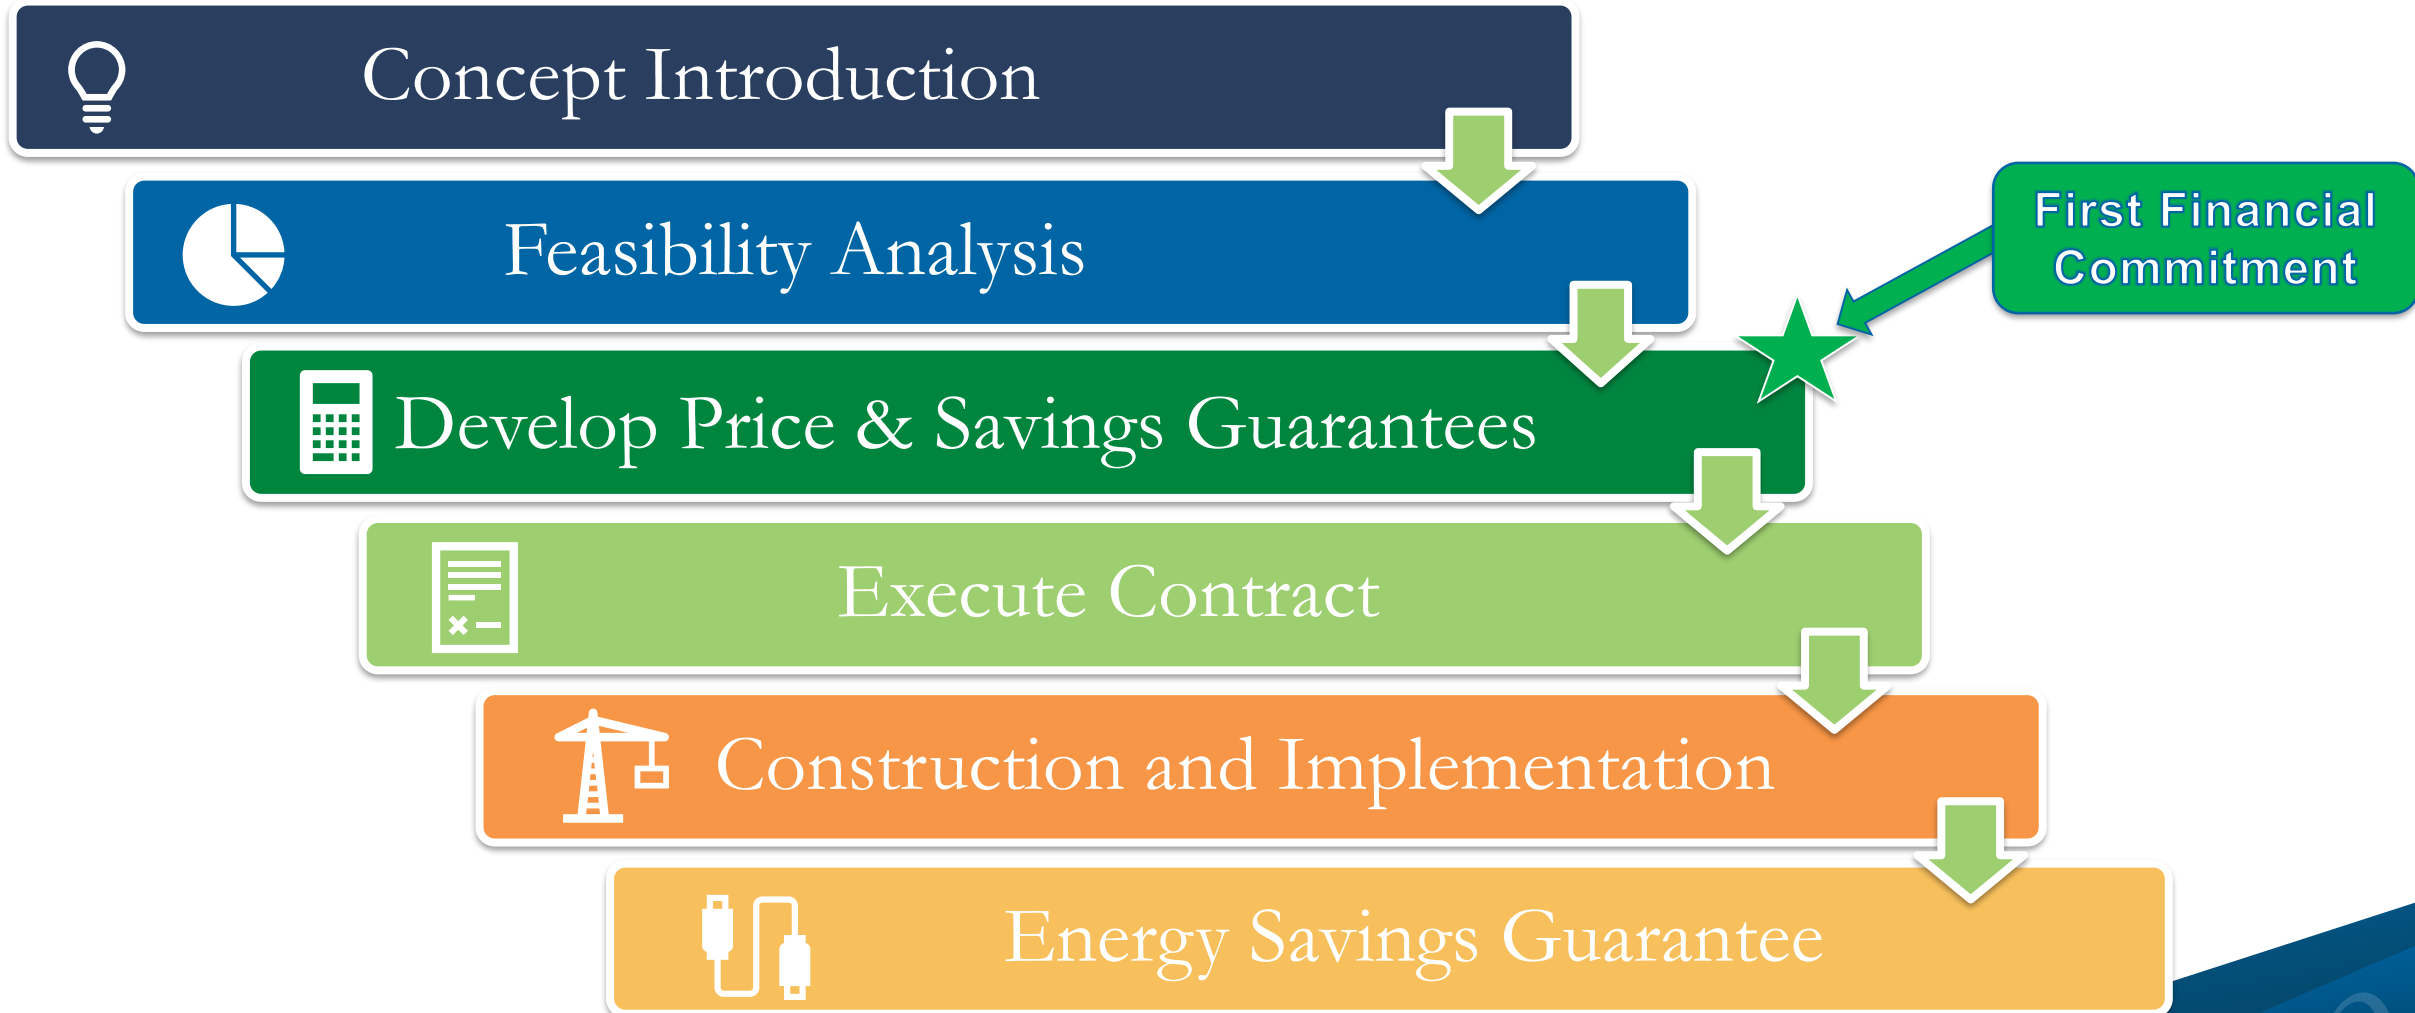 Concept Introduction
Feasibility Analysis
First Financial
Commitment
Develop Price & Savings Guarantees
Execute Contract
Construction and Implementation
Energy Savings Guarantee